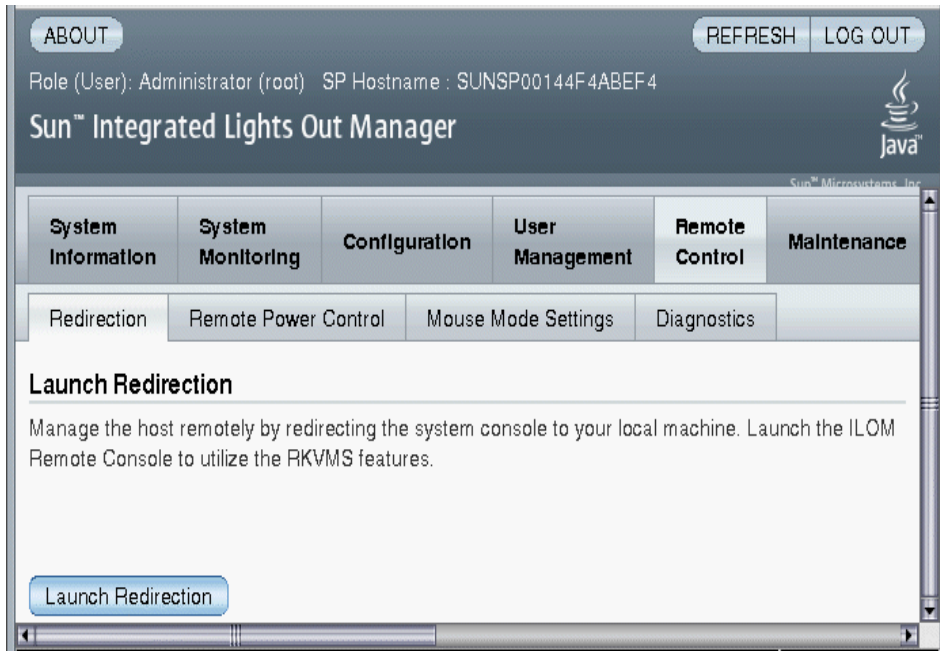 ABOUT
REFRESH
LOG OUT
Role (User): Administrator (root) SP Hostname : SUNSP00144F4ABEF4
Sun™ Integrated Lights Out Manager
Java™
Sun™ Microsystems, Inc
System Information
System Monitoring
Configuration
User Management
Remote Control
Maintenance
Redirection
Remote Power Control
Mouse Mode Settings
Diagnostics
Launch Redirection
Manage the host remotely by redirecting the system console to your local machine. Launch the ILOM
Remote Console to utilize the RKVMS features.
Launch Redirection